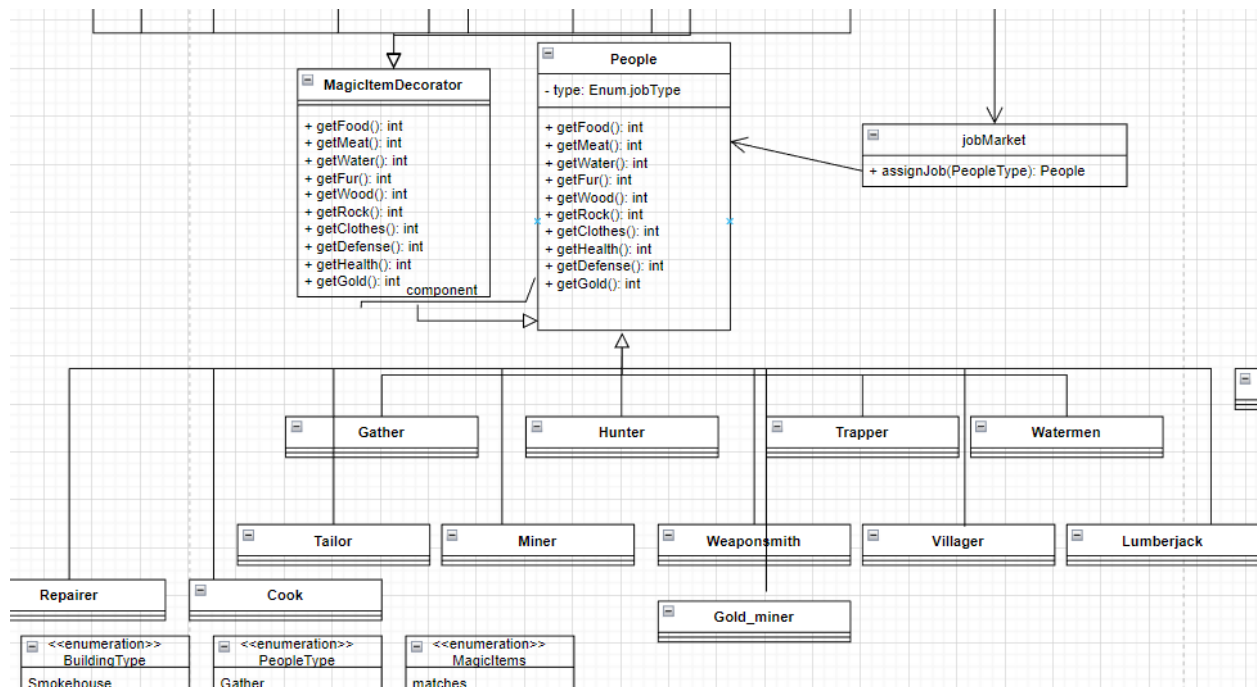 MagicItemDecorator
+ getFood(): int
+ getMeat(): int
+ getWater(): int
+ getFur(): int
+ getWood(): int
+ getRock(): int
+ getClothes(): int
+ getDefense(): int
+ getHealth(): int
+ getGold(): int
component
People
- type: Enum.jobType
+ getFood(): int
+ getMeat(): int
+ getWater(): int
+ getFur(): int
+ getWood(): int
+ getRock(): int
+ getClothes(): int
+ getHealth(): int
+ getDefense(): int
+ getGold(): int
jobMarket
+ assignJob(PeopleType): People
Gather
Hunter
Trapper
Watermen
Tailor
Miner
Weaponsmith
Villager
Lumberjack
Repairer
Cook
Gold_miner
<<enumeration>>
BuildingType
Smokehouse
<<enumeration>>
PeopleType
Gather
<<enumeration>>
MagicItems
matches